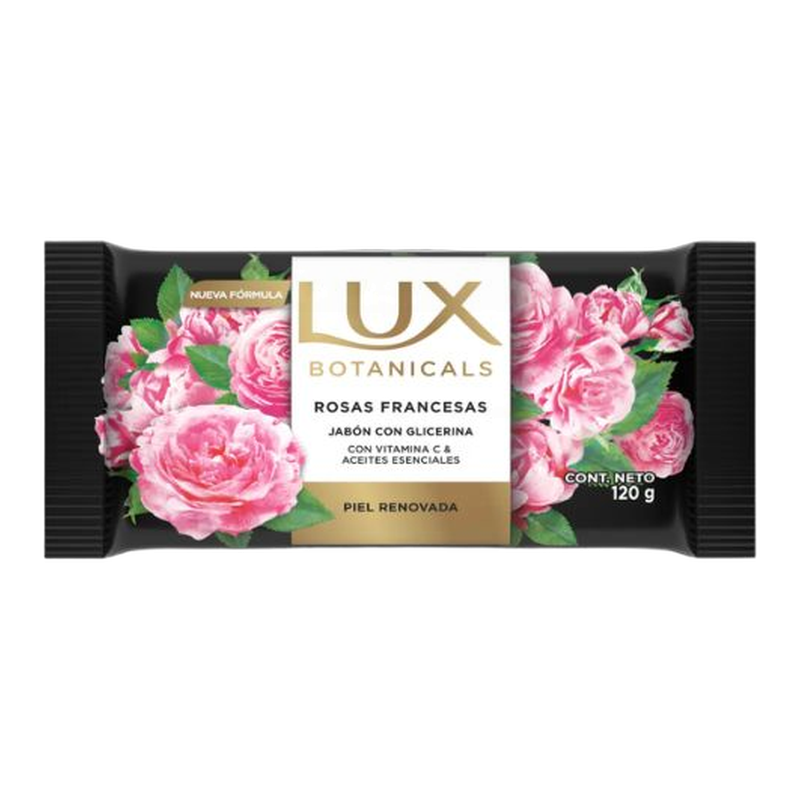 NUEVA FÓRMULA
LUX
BOTANICALS
ROSAS FRANCESAS
JABÓN CON GLICERINA
CON VITAMINA C &
ACEITES ESENCIALES
PIEL RENOVADA
CONT. NETO
120 g